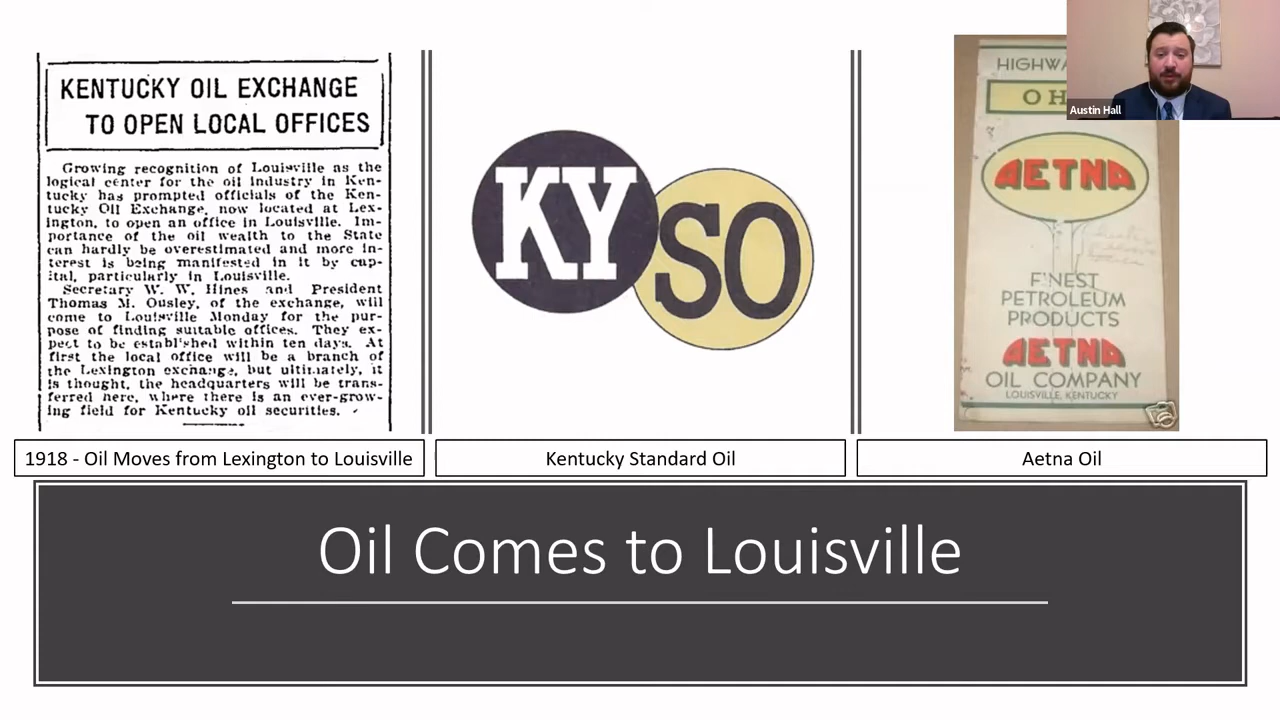 KENTUCKY OIL EXCHANGE
TO OPEN LOCAL OFFICES
Growing recognition of Louisville as the
logical center for the oil industry in Ken-
tucky has prompted officials of the Ken-
tucky Oil Exchange, now located at Lex-
ington, to open an office in Louisville. Im-
portance of the oil wealth to the State
can hardly be overestimated and more in-
terest is being manifested in it by cap-
ital, particularly in Louisville.
Secretary W. W. Hines and President
Thomas M. Ousley, of the exchange, will
come to Louisville Monday for the pur-
pose of finding suitable offices. They ex-
pect to be established within ten days. At
first the local office will be a branch of
the Lexington exchange, but ultimately, it
is thought, the headquarters will be trans-
ferred here, where there is an ever-grow-
ing field for Kentucky oil securities.
1918 - Oil Moves from Lexington to Louisville
KY
SO
Kentucky Standard Oil
HIGHWA
OH
AETNA
FINEST
PETROLEUM
PRODUCTS
AETNA
OIL COMPANY
LOUISVILLE, KENTUCKY
Aetna Oil
Austin Hall
Oil Comes to Louisville